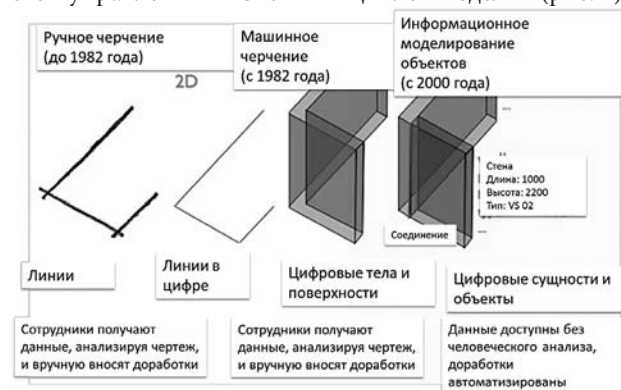 Ручное черчение
(до 1982 года)
Машинное
черчение
(с 1982 года)
Информационное
моделирование
объектов
(с 2000 года)
2D
Стена
Длина: 1000
Высота: 2200
Тип: VS 02
Соединение
Линии
Линии в
цифре
Цифровые тела и
поверхности
Цифровые сущности и
объекты
Сотрудники получают
данные, анализируя чертеж,
и вручную вносят доработки
Сотрудники получают
данные, анализируя чертеж,
и вручную вносят доработки
Данные доступны без
человеческого анализа,
доработки
автоматизированы